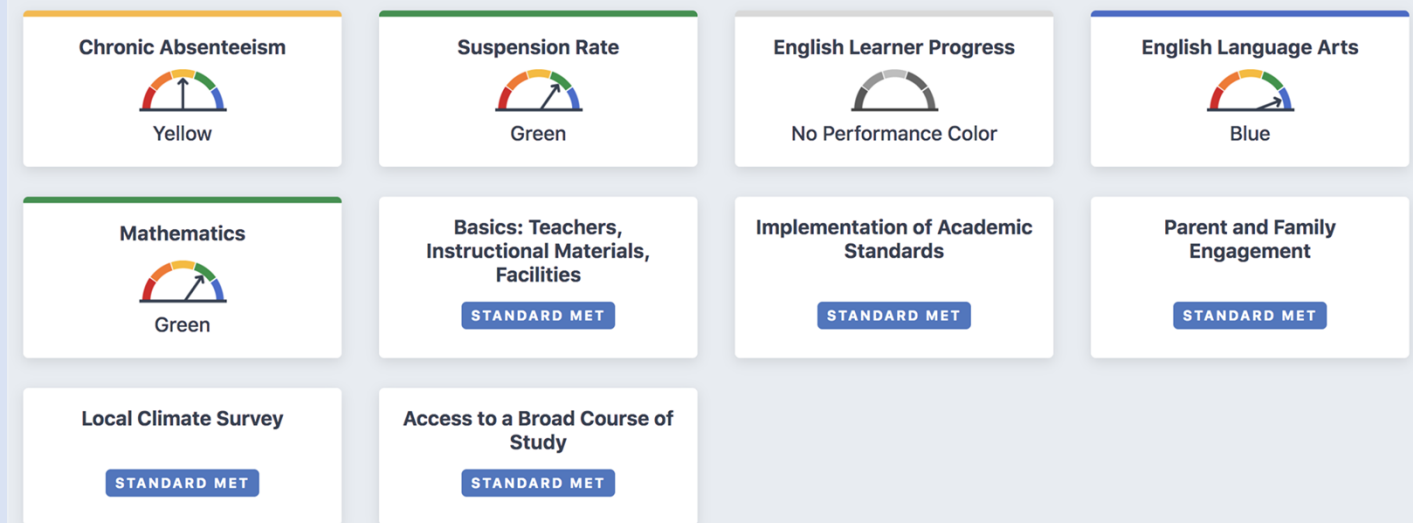 Chronic Absenteeism
Yellow
Suspension Rate
Green
English Learner Progress
No Performance Color
English Language Arts
Blue
Mathematics
Green
Basics: Teachers,
Instructional Materials,
Facilities
STANDARD MET
Implementation of Academic
Standards
STANDARD MET
Parent and Family
Engagement
STANDARD MET
Local Climate Survey
STANDARD MET
Access to a Broad Course of
Study
STANDARD MET